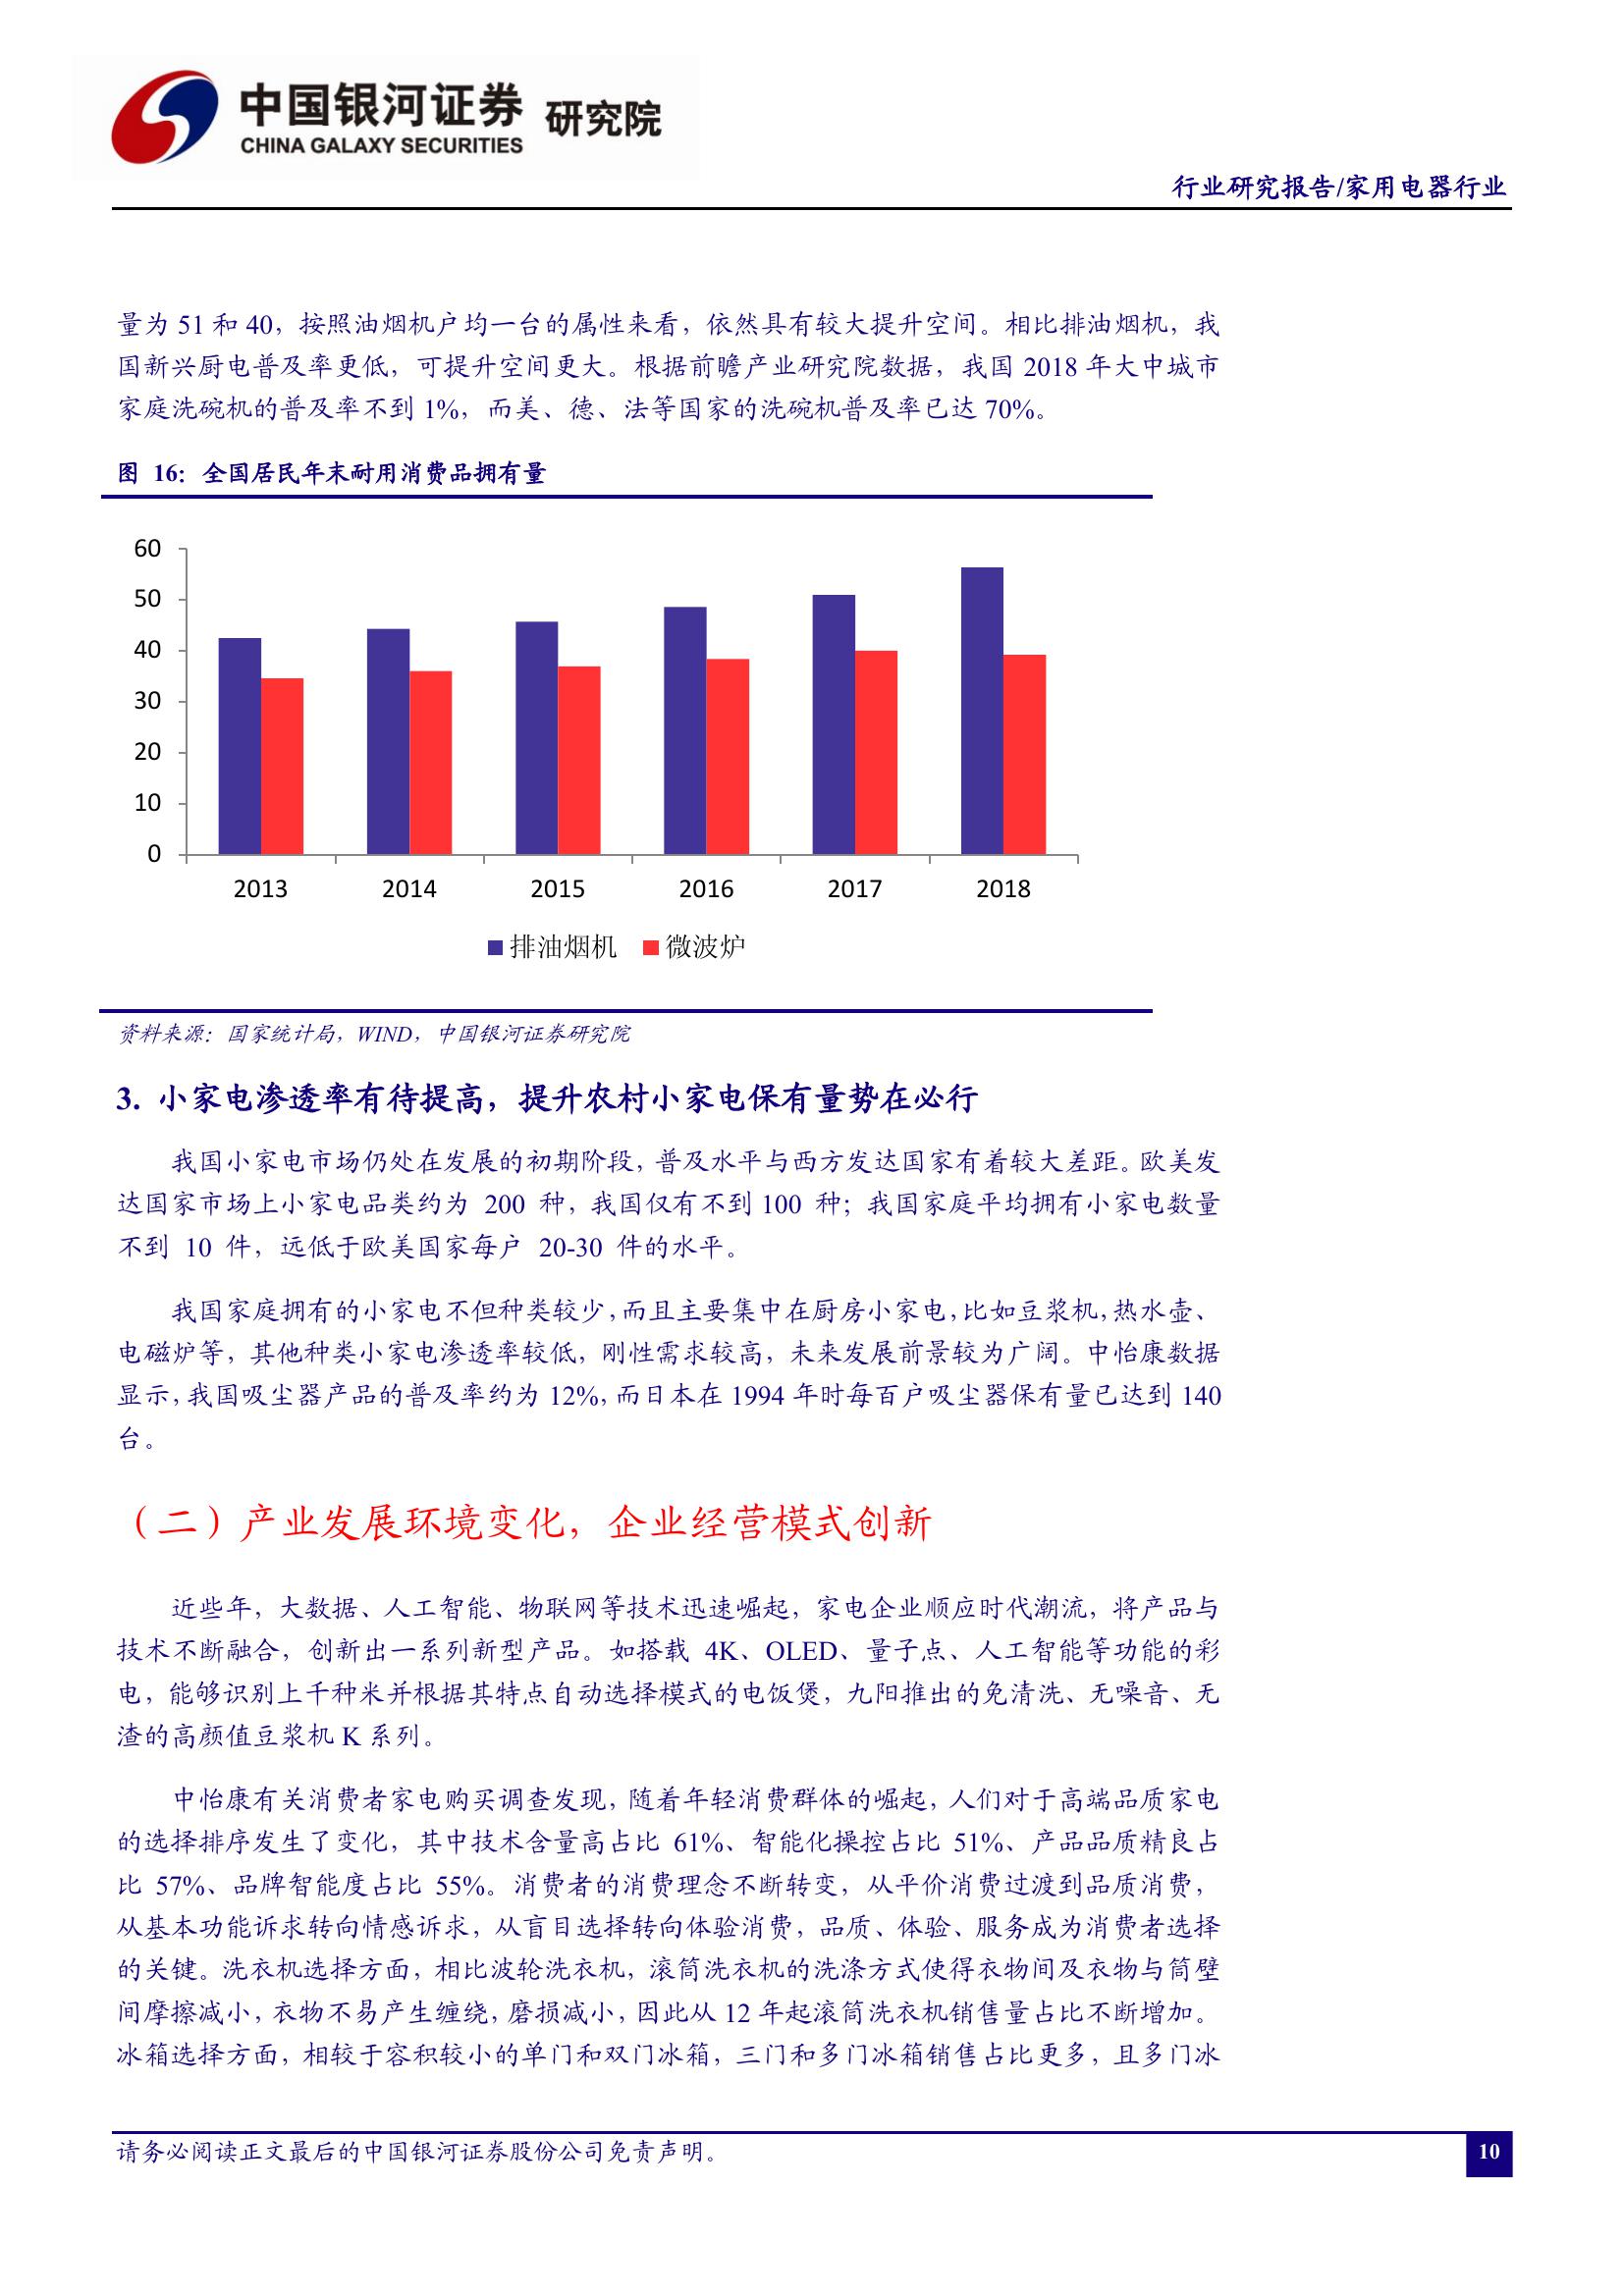 中国银河证券 研究院
CHINA GALAXY SECURITIES
行业研究报告/家用电器行业
量为 51 和 40，按照油烟机户均一台的属性来看，依然具有较大提升空间。相比排油烟机，我
国新兴厨电普及率更低，可提升空间更大。根据前瞻产业研究院数据，我国 2018 年大中城市
家庭洗碗机的普及率不到 1%，而美、德、法等国家的洗碗机普及率已达 70%。
图 16：全国居民年末耐用消费品拥有量
60
50
40
30
20
10
0
2013 2014 2015 2016 2017 2018
排油烟机 微波炉
资料来源：国家统计局，WIND，中国银河证券研究院
3. 小家电渗透率有待提高，提升农村小家电保有量势在必行
我国小家电市场仍处在发展的初期阶段，普及水平与西方发达国家有着较大差距。欧美发
达国家市场上小家电品类约为 200 种，我国仅有不到 100 种；我国家庭平均拥有小家电数量
不到 10 件，远低于欧美国家每户 20-30 件的水平。
我国家庭拥有的小家电不但种类较少，而且主要集中在厨房小家电，比如豆浆机，热水壶、
电磁炉等，其他种类小家电渗透率较低，刚性需求较高，未来发展前景较为广阔。中怡康数据
显示，我国吸尘器产品的普及率约为 12%，而日本在 1994 年时每百户吸尘器保有量已达到 140
台。
（二）产业发展环境变化，企业经营模式创新
近些年，大数据、人工智能、物联网等技术迅速崛起，家电企业顺应时代潮流，将产品与
技术不断融合，创新出一系列新型产品。如搭载 4K、OLED、量子点、人工智能等功能的彩
电，能够识别上千种米并根据其特点自动选择模式的电饭煲，九阳推出的免清洗、无噪音、无
渣的高颜值豆浆机 K 系列。
中怡康有关消费者家电购买调查发现，随着年轻消费群体的崛起，人们对于高端品质家电
的选择排序发生了变化，其中技术含量高占比 61%、智能化操控占比 51%、产品品质精良占
比 57%、品牌智能度占比 55%。消费者的消费理念不断转变，从平价消费过渡到品质消费，
从基本功能诉求转向情感诉求，从盲目选择转向体验消费，品质、体验、服务成为消费者选择
的关键。洗衣机选择方面，相比波轮洗衣机，滚筒洗衣机的洗涤方式使得衣物间及衣物与筒壁
间摩擦减小，衣物不易产生缠绕，磨损减小，因此从 12 年起滚筒洗衣机销售量占比不断增加。
冰箱选择方面，相较于容积较小的单门和双门冰箱，三门和多门冰箱销售占比更多，且多门冰
请务必阅读正文最后的中国银河证券股份公司免责声明。
10